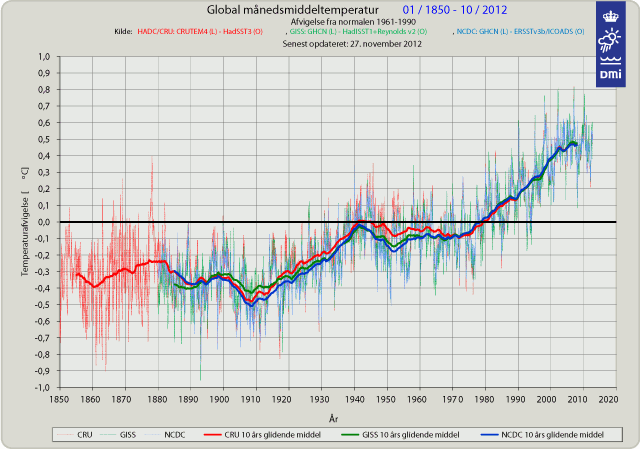 Global månedsmiddeltemperatur 01 / 1850 - 10 / 2012
Afvigelse fra normalen 1961-1990
Kilde: HADC/CRU: CRUTEM4 (L) - HadSST3 (O) , GISS: GHCN (L) - HadISST1+Reynolds v2 (O) , NCDC: GHCN (L) - ERSSTv3b/ICOADS (O)
Senest opdateret: 27. november 2012
DMI
Temperaturafvigelse [ °C]
1,0
0,9
0,8
0,7
0,6
0,5
0,4
0,3
0,2
0,1
0,0
-0,1
-0,2
-0,3
-0,4
-0,5
-0,6
-0,7
-0,8
-0,9
-1,0
1850 1860 1870 1880 1890 1900 1910 1920 1930 1940 1950 1960 1970 1980 1990 2000 2010 2020
År
CRU GISS NCDC CRU 10 års glidende middel GISS 10 års glidende middel NCDC 10 års glidende middel